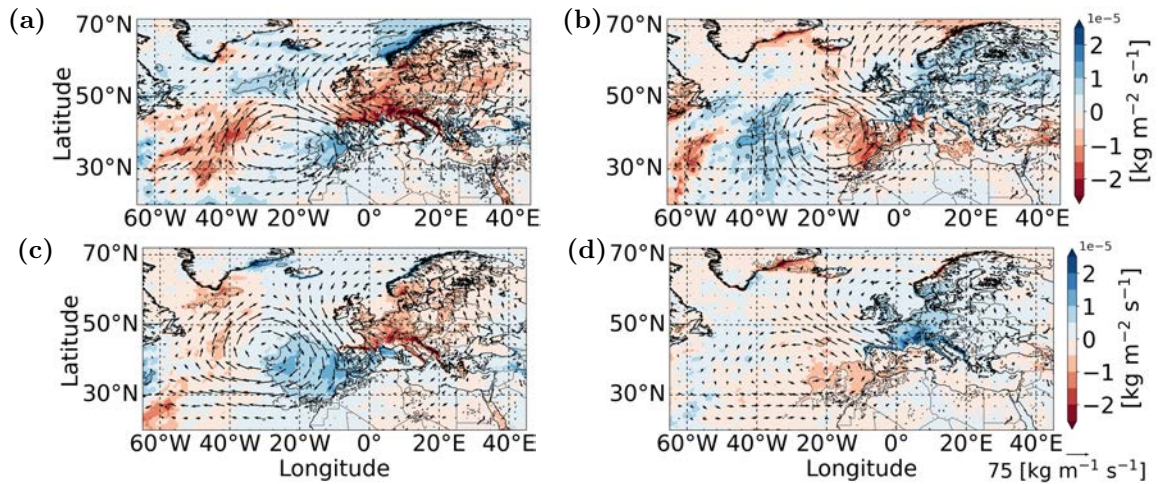 (a) (b)
70°N 70°N 1e−5
50°N 50°N 2
30°N 30°N 1
Latitude 0
−1
−2
[kg m⁻² s⁻¹]
60°W 40°W 20°W 0° 20°E 40°E 60°W 40°W 20°W 0° 20°E 40°E
(c) (d)
70°N 70°N 1e−5
50°N 50°N 2
30°N 30°N 1
Latitude 0
−1
−2
[kg m⁻² s⁻¹]
60°W 40°W 20°W 0° 20°E 40°E 60°W 40°W 20°W 0° 20°E 40°E
Longitude Longitude 75 [kg m⁻¹ s⁻¹]